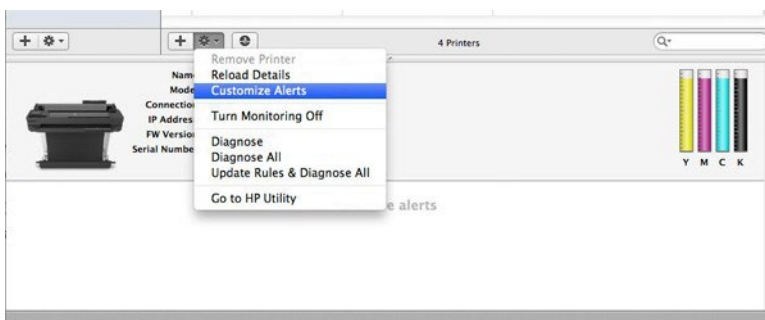 4 Printers
Remove Printer
Reload Details
Customize Alerts
Turn Monitoring Off
Diagnose
Diagnose All
Update Rules & Diagnose All
Go to HP Utility
Nam
Mode
Connectio
IP Addres
FW Versio
Serial Numbe
Y M C K
e alerts